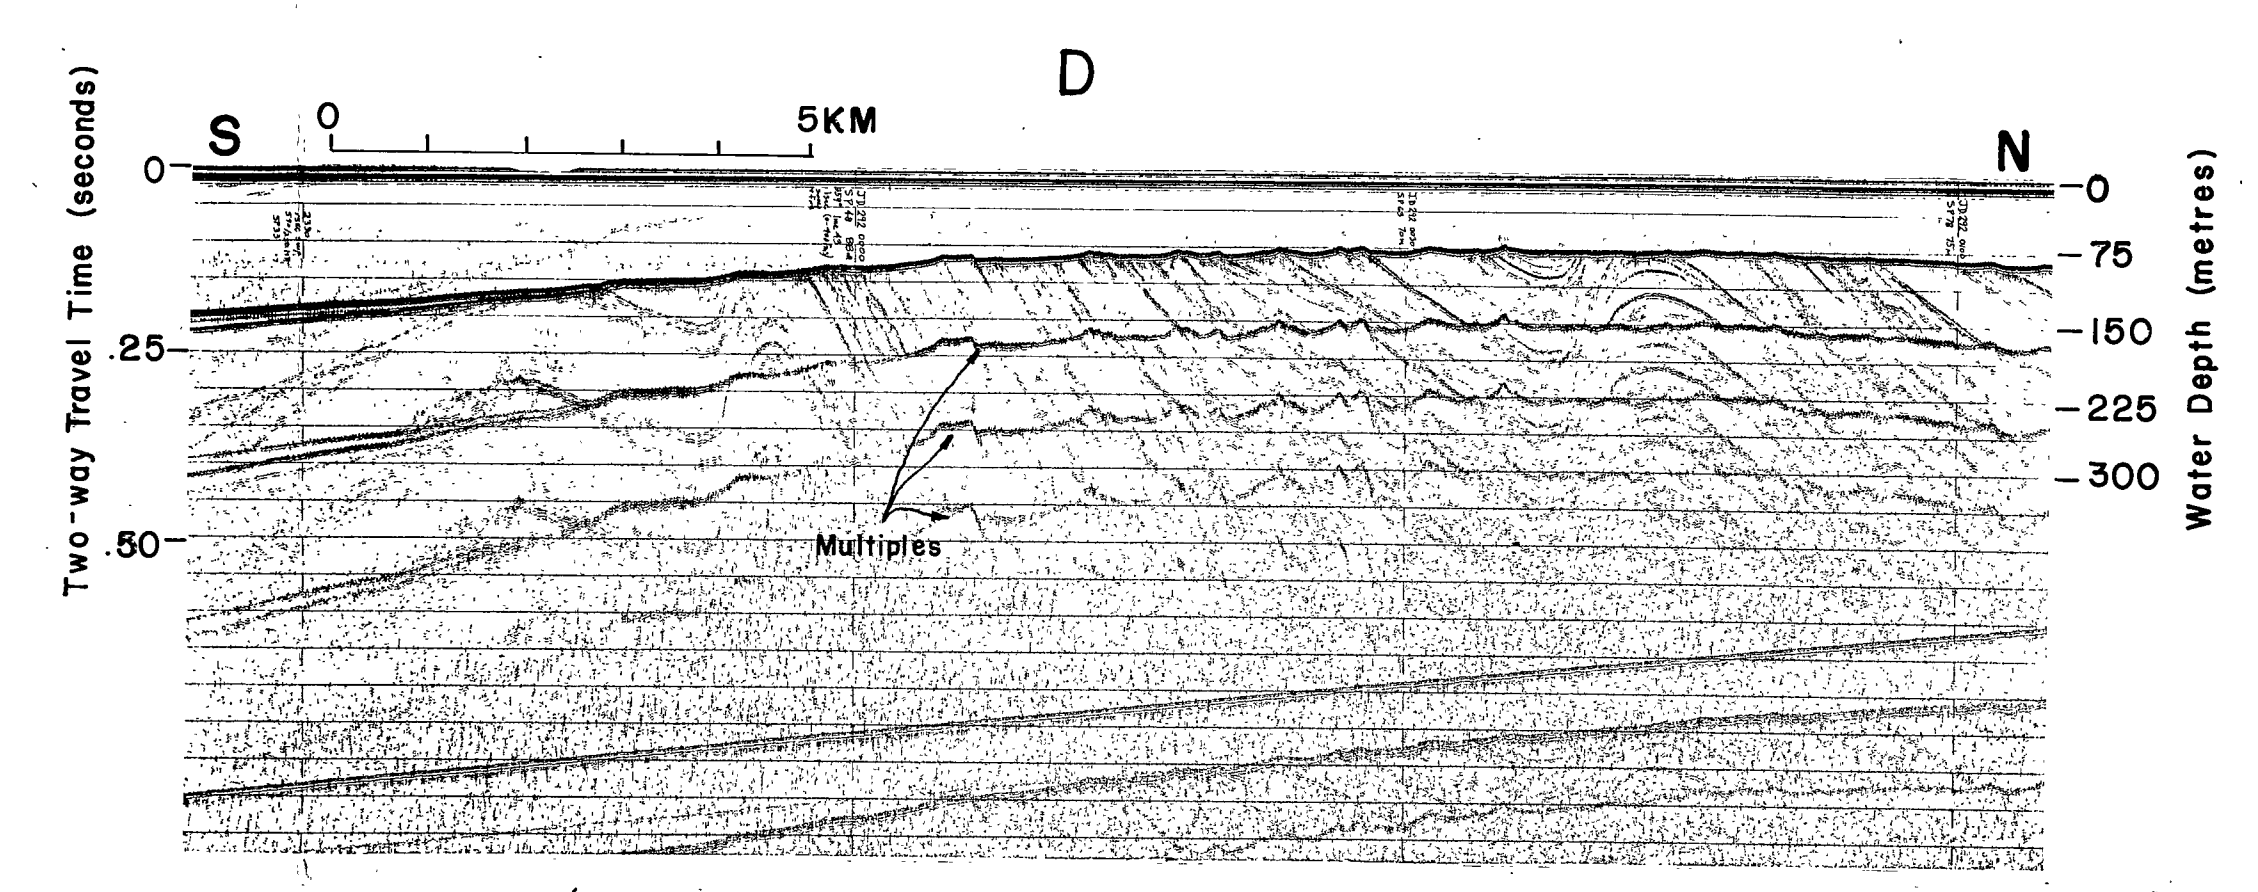 D
0 5KM
S N
0 0
75
150
.25
225
300
.50
Multiples
Two-way Travel Time (seconds)
Water Depth (metres)